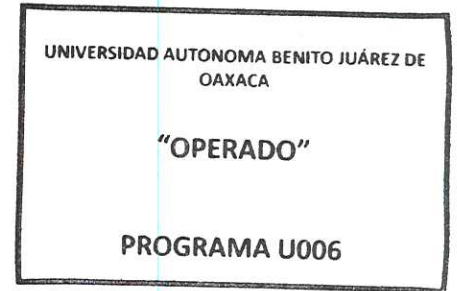 UNIVERSIDAD AUTONOMA BENITO JUÁREZ DE
OAXACA
“OPERADO”
PROGRAMA U006